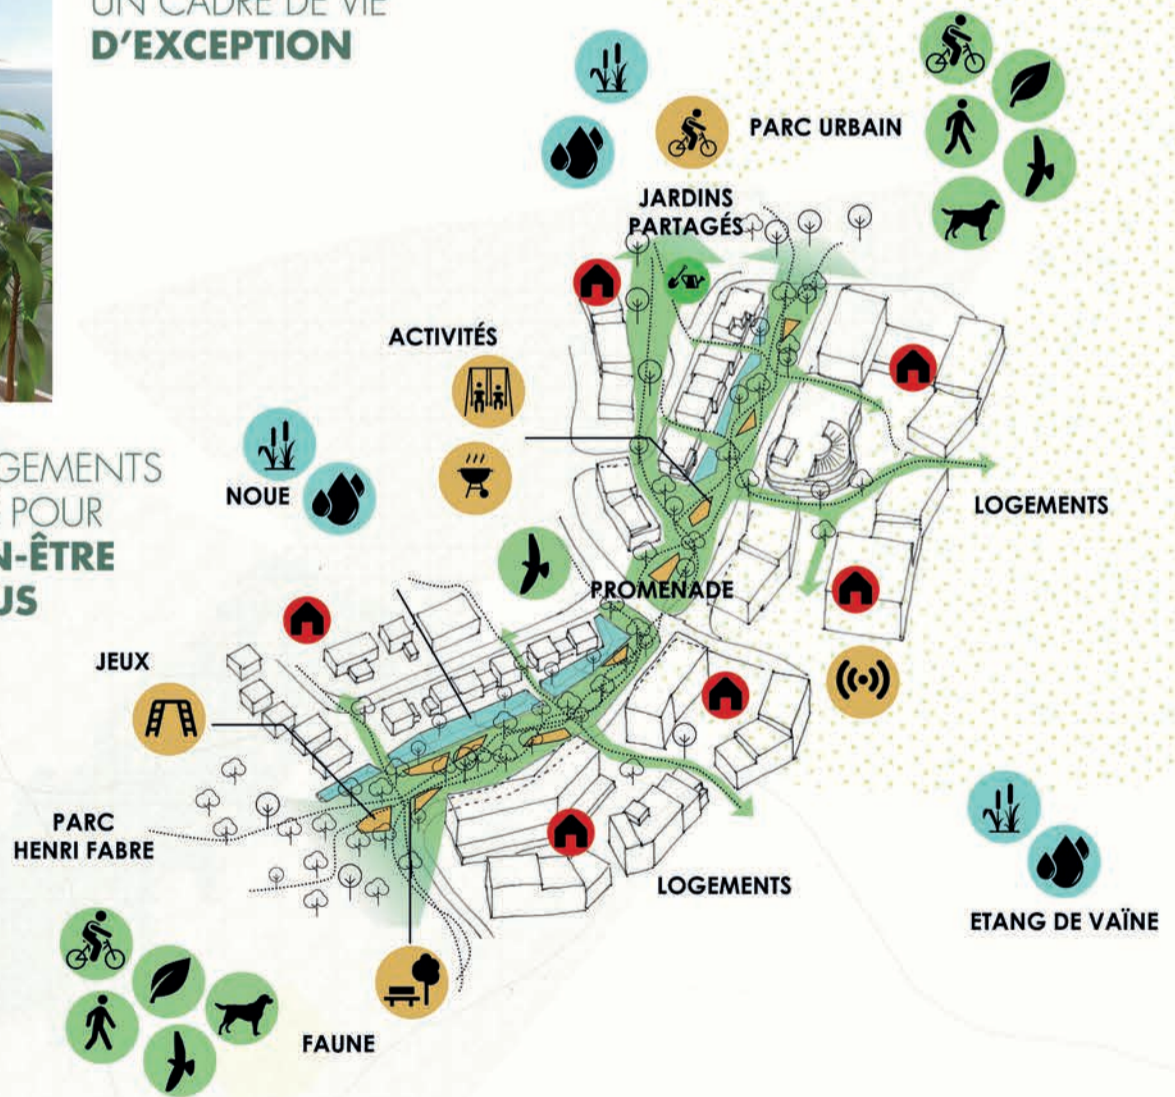 UN CADRE DE VIE
D'EXCEPTION
PARC URBAIN
JARDINS
PARTAGÉS
ACTIVITÉS
GEMENTS
POUR
N-ÊTRE
US
NOUE
LOGEMENTS
PROMENADE
JEUX
PARC
HENRI FABRE
LOGEMENTS
ETANG DE VAÏNE
FAUNE